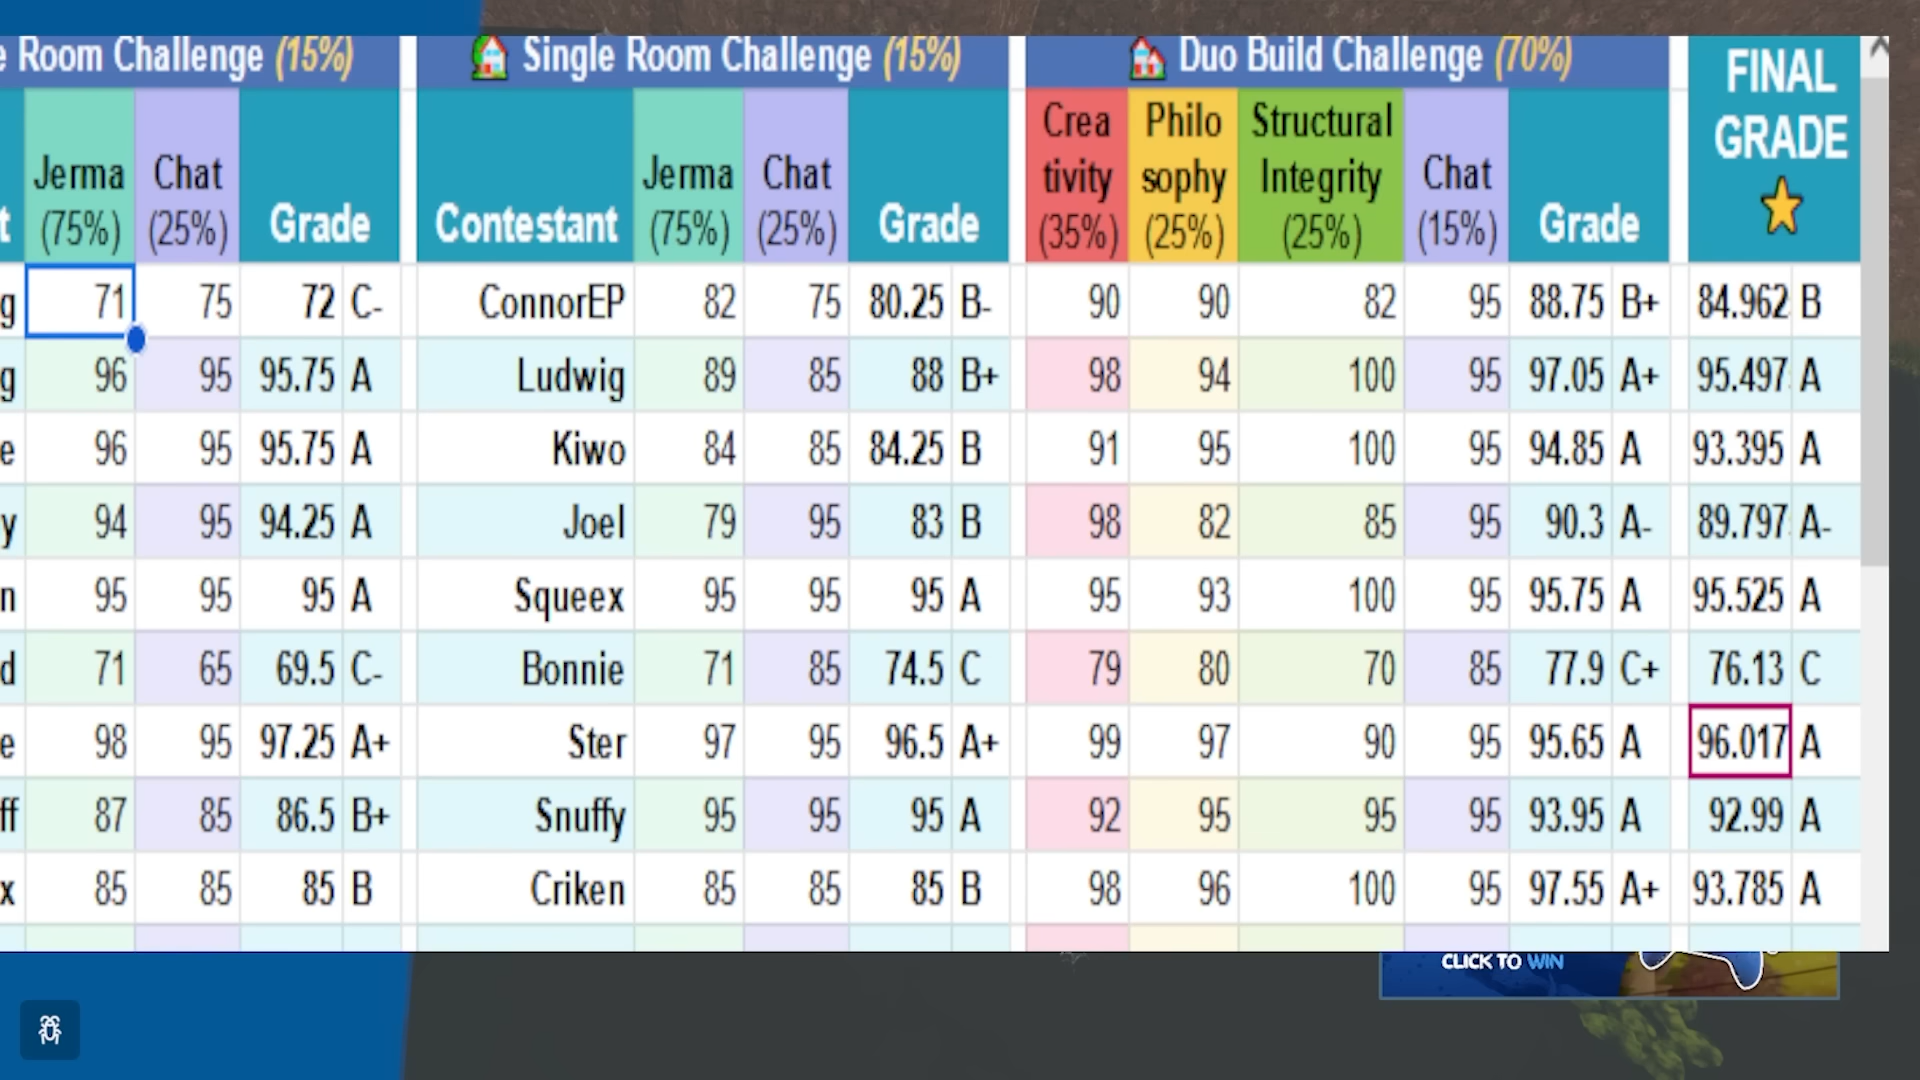 e Room Challenge (15%) Single Room Challenge (15%) Duo Build Challenge (70%) FINAL GRADE
t Jerma (75%) Chat (25%) Grade Contestant Jerma (75%) Chat (25%) Grade Crea tivity (35%) Philo sophy (25%) Structural Integrity (25%) Chat (15%) Grade
g 71 75 72 C- ConnorEP 82 75 80.25 B- 90 90 82 95 88.75 B+ 84.962 B
g 96 95 95.75 A Ludwig 89 85 88 B+ 98 94 100 95 97.05 A+ 95.497 A
e 96 95 95.75 A Kiwo 84 85 84.25 B 91 95 100 95 94.85 A 93.395 A
y 94 95 94.25 A Joel 79 95 83 B 98 82 85 95 90.3 A- 89.797 A-
n 95 95 95 A Squeex 95 95 95 A 95 93 100 95 95.75 A 95.525 A
d 71 65 69.5 C- Bonnie 71 85 74.5 C 79 80 70 85 77.9 C+ 76.13 C
e 98 95 97.25 A+ Ster 97 95 96.5 A+ 99 97 90 95 95.65 A 96.017 A
ff 87 85 86.5 B+ Snuffy 95 95 95 A 92 95 95 95 93.95 A 92.99 A
x 85 85 85 B Criken 85 85 85 B 98 96 100 95 97.55 A+ 93.785 A
CLICK TO WIN